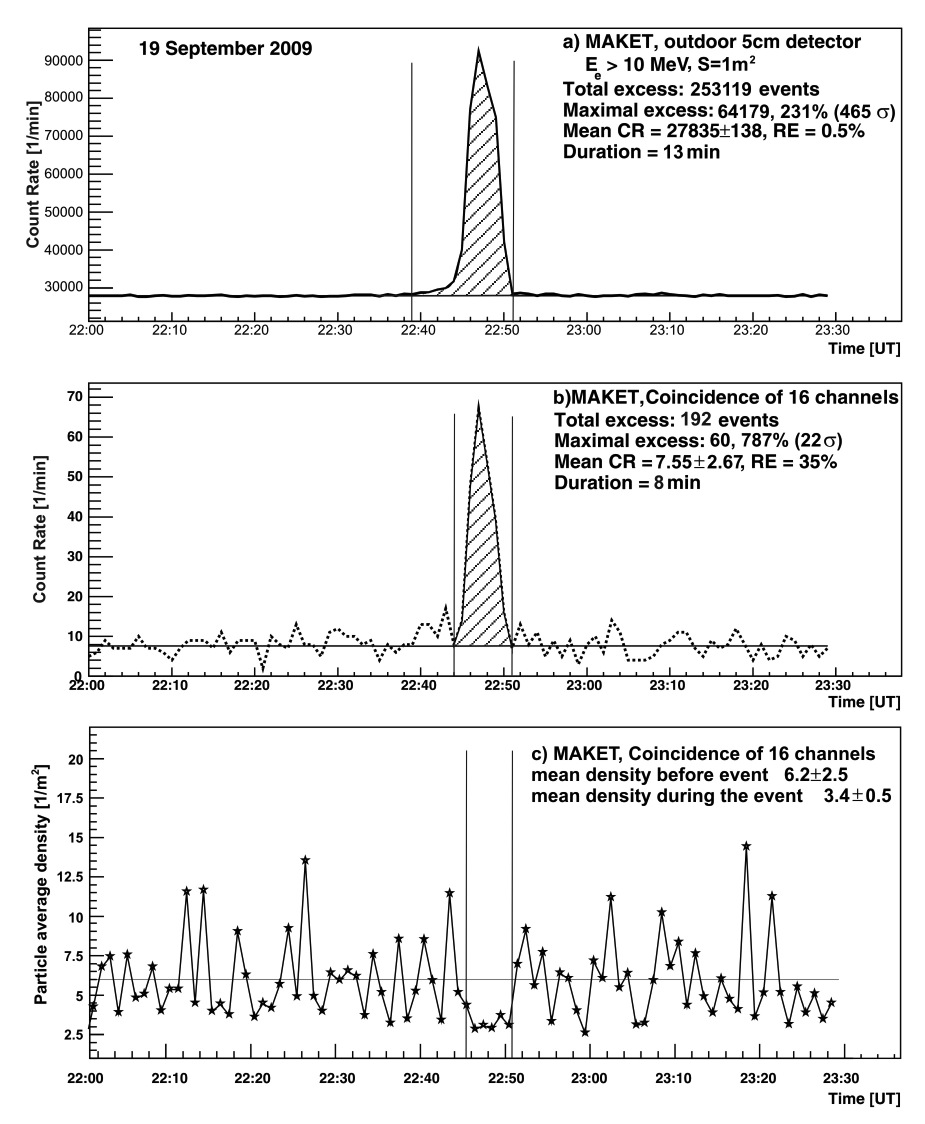 19 September 2009
a) MAKET, outdoor 5cm detector
Ee > 10 MeV, S=1m²
Total excess: 253119 events
Maximal excess: 64179, 231% (465 σ)
Mean CR = 27835±138, RE = 0.5%
Duration = 13 min
Count Rate [1/min]
90000
80000
70000
60000
50000
40000
30000
22:00 22:10 22:20 22:30 22:40 22:50 23:00 23:10 23:20 23:30
Time [UT]
b)MAKET,Coincidence of 16 channels
Total excess: 192 events
Maximal excess: 60, 787% (22σ)
Mean CR =7.55±2.67, RE = 35%
Duration = 8 min
Count Rate [1/min]
70
60
50
40
30
20
10
0
22:00 22:10 22:20 22:30 22:40 22:50 23:00 23:10 23:20 23:30
Time [UT]
c) MAKET, Coincidence of 16 channels
mean density before event 6.2±2.5
mean density during the event 3.4±0.5
Particle average density [1/m²]
20
17.5
15
12.5
10
7.5
5
2.5
22:00 22:10 22:20 22:30 22:40 22:50 23:00 23:10 23:20 23:30
Time [UT]